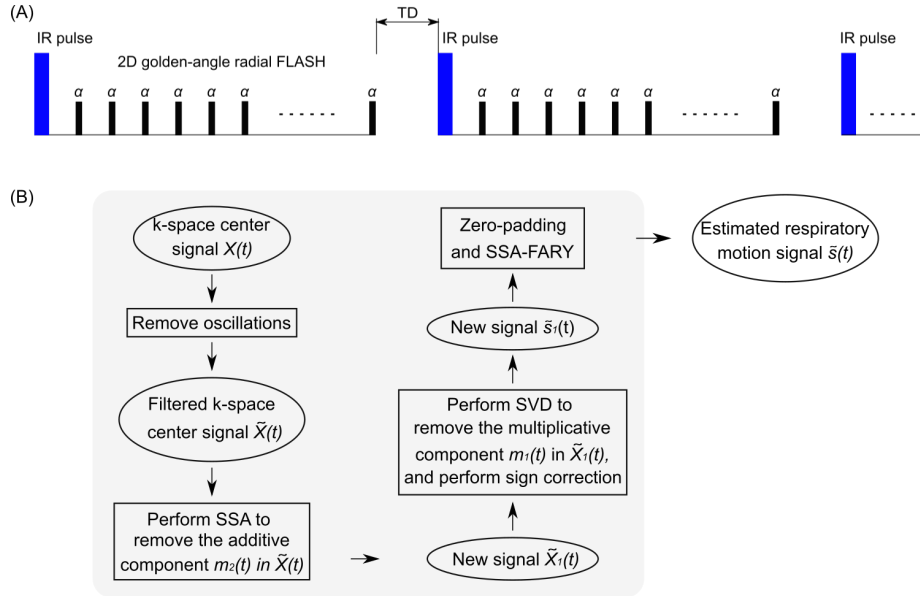 (A)
TD
IR pulse
IR pulse
IR pulse
2D golden-angle radial FLASH
α α α α α α α
α α α α α α α
(B)
k-space center
signal X(t)
Remove oscillations
Filtered k-space
center signal X̃(t)
Perform SSA to
remove the additive
component m₂(t) in X̃(t)
New signal X̃₁(t)
Perform SVD to
remove the multiplicative
component m₁(t) in X̃₁(t),
and perform sign correction
New signal s̃₁(t)
Zero-padding
and SSA-FARY
Estimated respiratory
motion signal s̃(t)